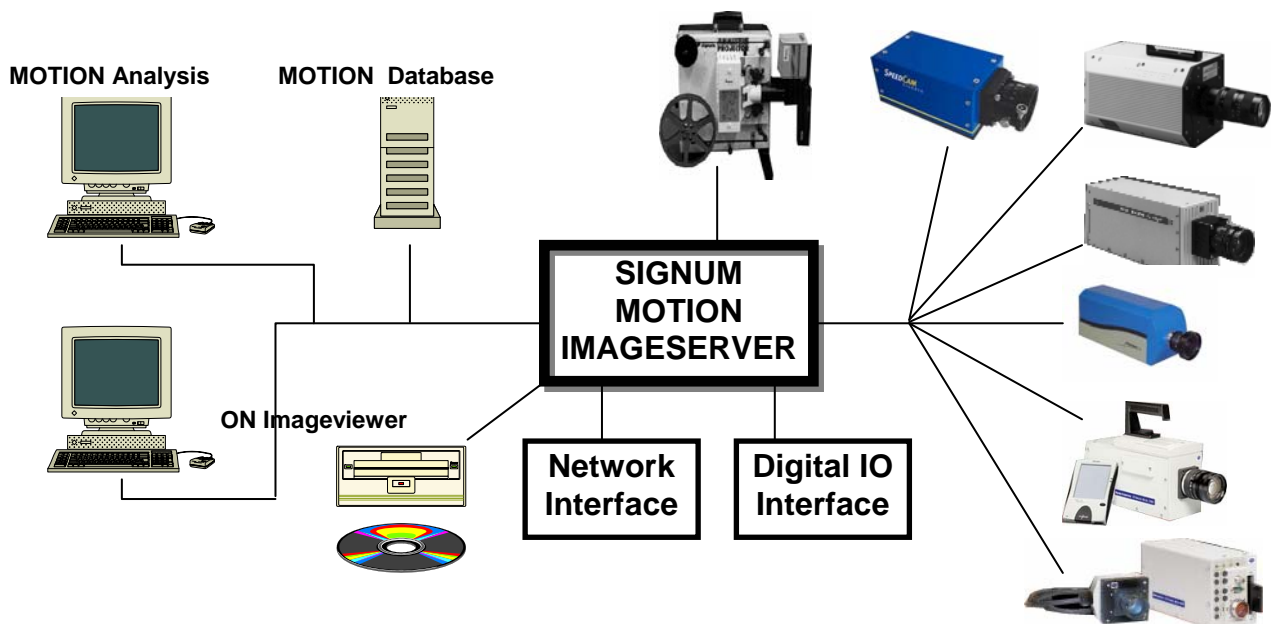 MOTION Analysis
MOTION Database
SPEEDCAM
SIGNUM
MOTION
IMAGESERVER
ON Imageviewer
Network
Interface
Digital IO
Interface